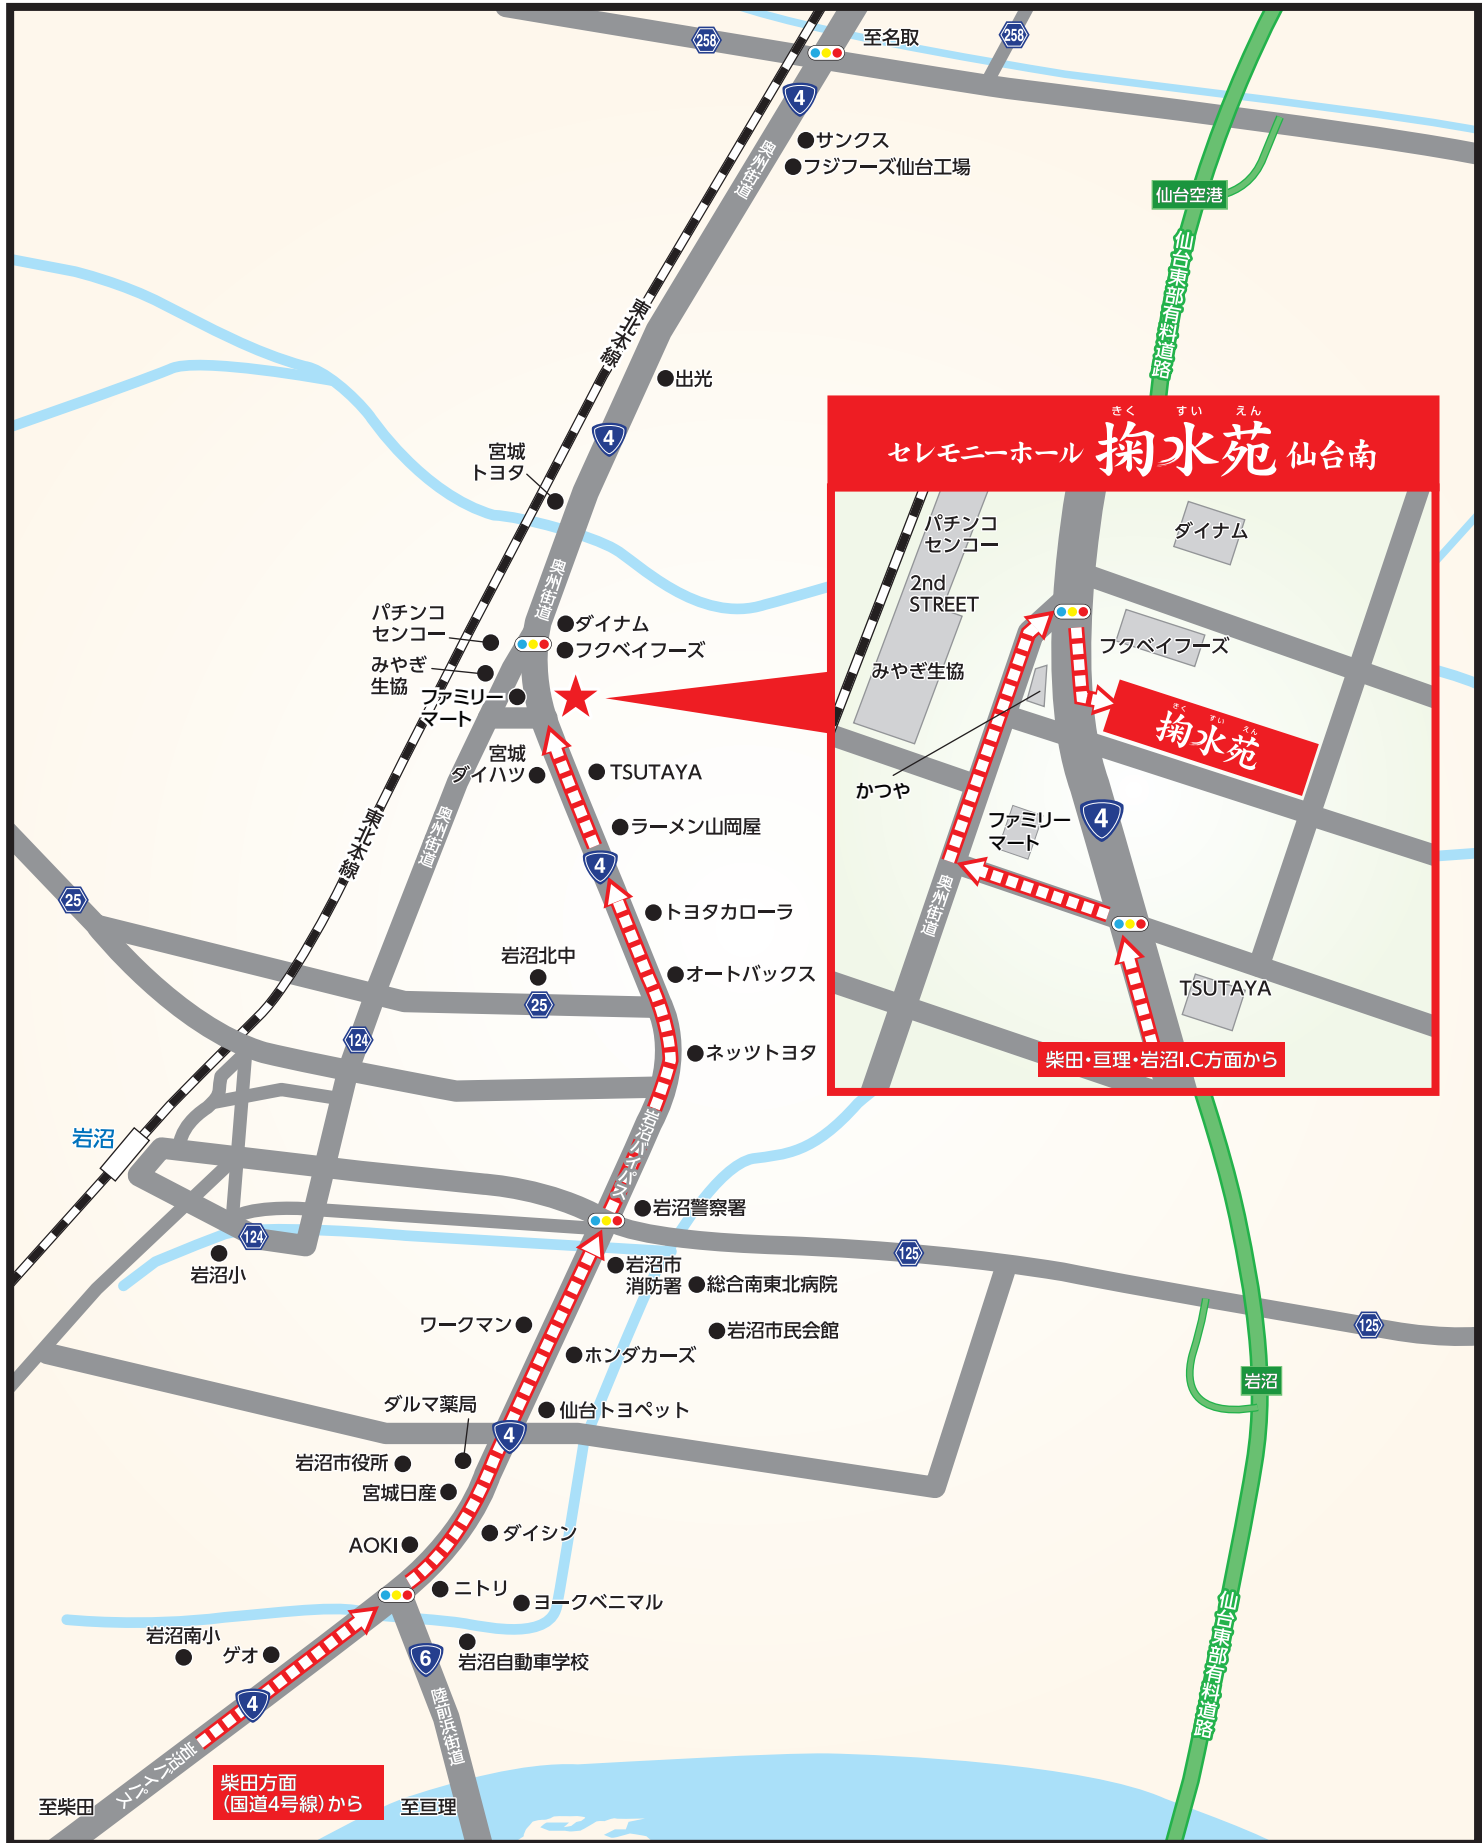 258
至名取
258
4
サンクス
フジフーズ仙台工場
奥州街道
仙台空港
仙台東部有料道路
東北本線
出光
4
宮城
トヨタ
奥州街道
パチンコ
センコー
ダイナム
フクベイフーズ
みやぎ
生協
ファミリー
マート
宮城
ダイハツ
TSUTAYA
ラーメン山岡屋
奥州街道
東北本線
4
25
トヨタカローラ
岩沼北中
25
オートバックス
124
ネッツトヨタ
岩沼バイパス
岩沼
岩沼警察署
124
125
岩沼小
岩沼市
消防署
総合南東北病院
ワークマン
岩沼市民会館
125
ホンダカーズ
岩沼
ダルマ薬局
仙台トヨペット
4
岩沼市役所
宮城日産
AOKI
ダイシン
ニトリ
ヨークベニマル
岩沼南小
ゲオ
6
岩沼自動車学校
4
陸前浜街道
仙台東部有料道路
岩沼バイパス
柴田方面
(国道4号線)から
至柴田
至亘理
きく すい えん
セレモニーホール 掬水苑 仙台南
パチンコ
センコー
ダイナム
2nd
STREET
フクベイフーズ
みやぎ生協
きく すい えん
掬水苑
かつや
ファミリー
マート
4
奥州街道
TSUTAYA
柴田・亘理・岩沼I.C方面から